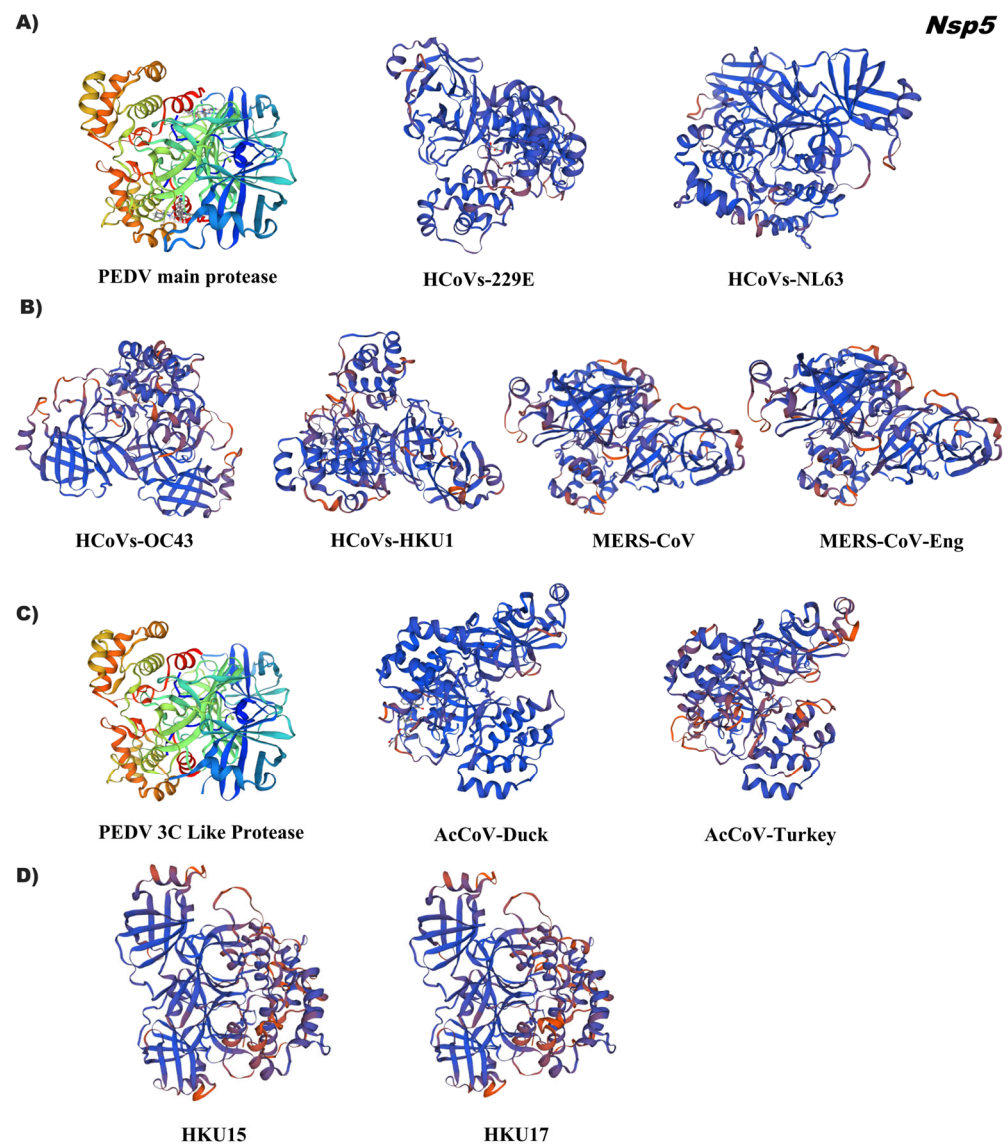 A)
Nsp5
PEDV main protease
HCoVs-229E
HCoVs-NL63
B)
HCoVs-OC43
HCoVs-HKU1
MERS-CoV
MERS-CoV-Eng
C)
PEDV 3C Like Protease
AcCoV-Duck
AcCoV-Turkey
D)
HKU15
HKU17